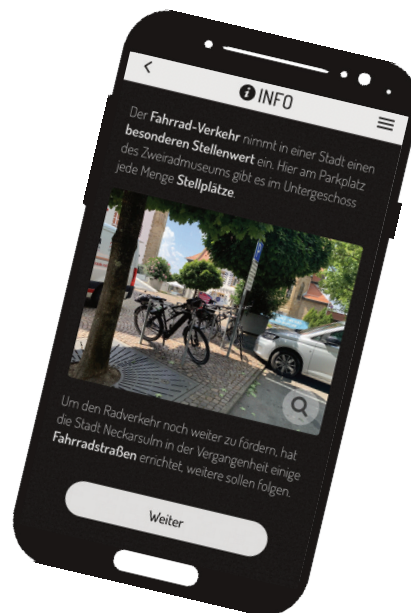 INFO
Der Fahrrad-Verkehr nimmt in einer Stadt einen
besonderen Stellenwert ein. Hier am Parkplatz
des Zweiradmuseums gibt es im Untergeschoss
jede Menge Stellplätze.
Um den Radverkehr noch weiter zu fördern, hat
die Stadt Neckarsulm in der Vergangenheit einige
Fahrradstraßen errichtet, weitere sollen folgen.
Weiter